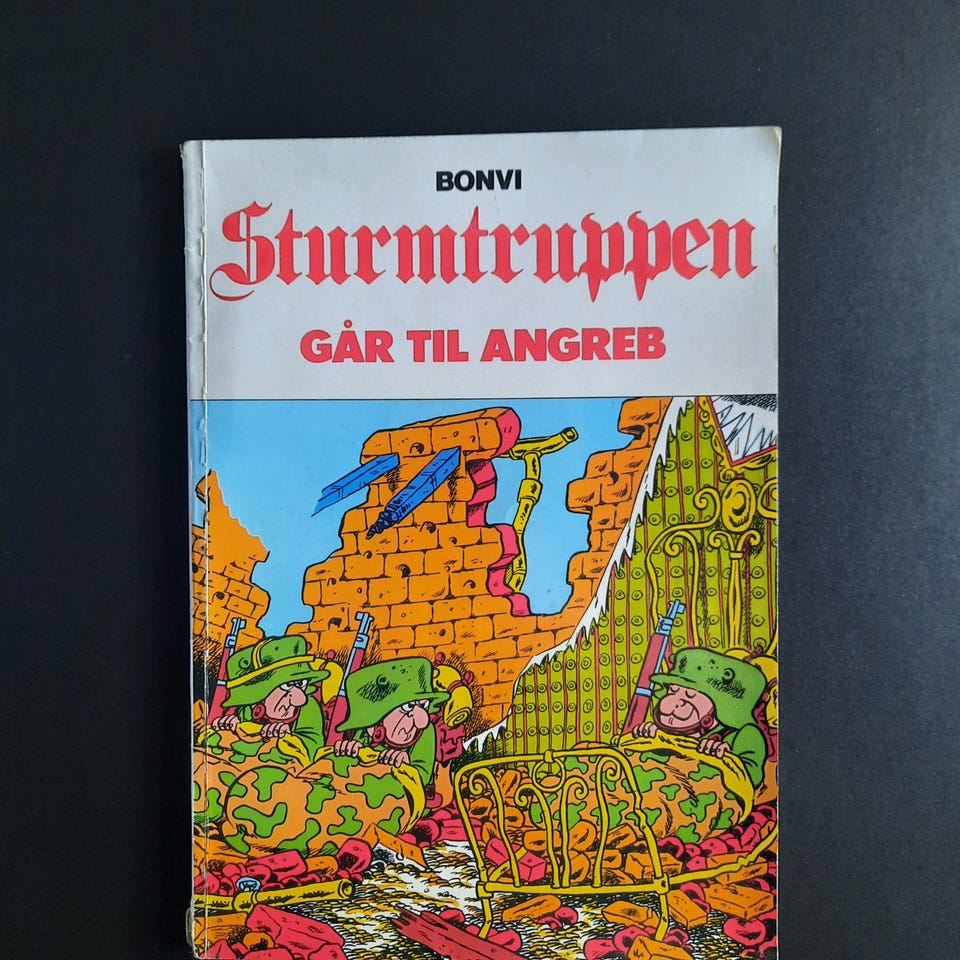 BONVI
Sturmtruppen
GÅR TIL ANGREB